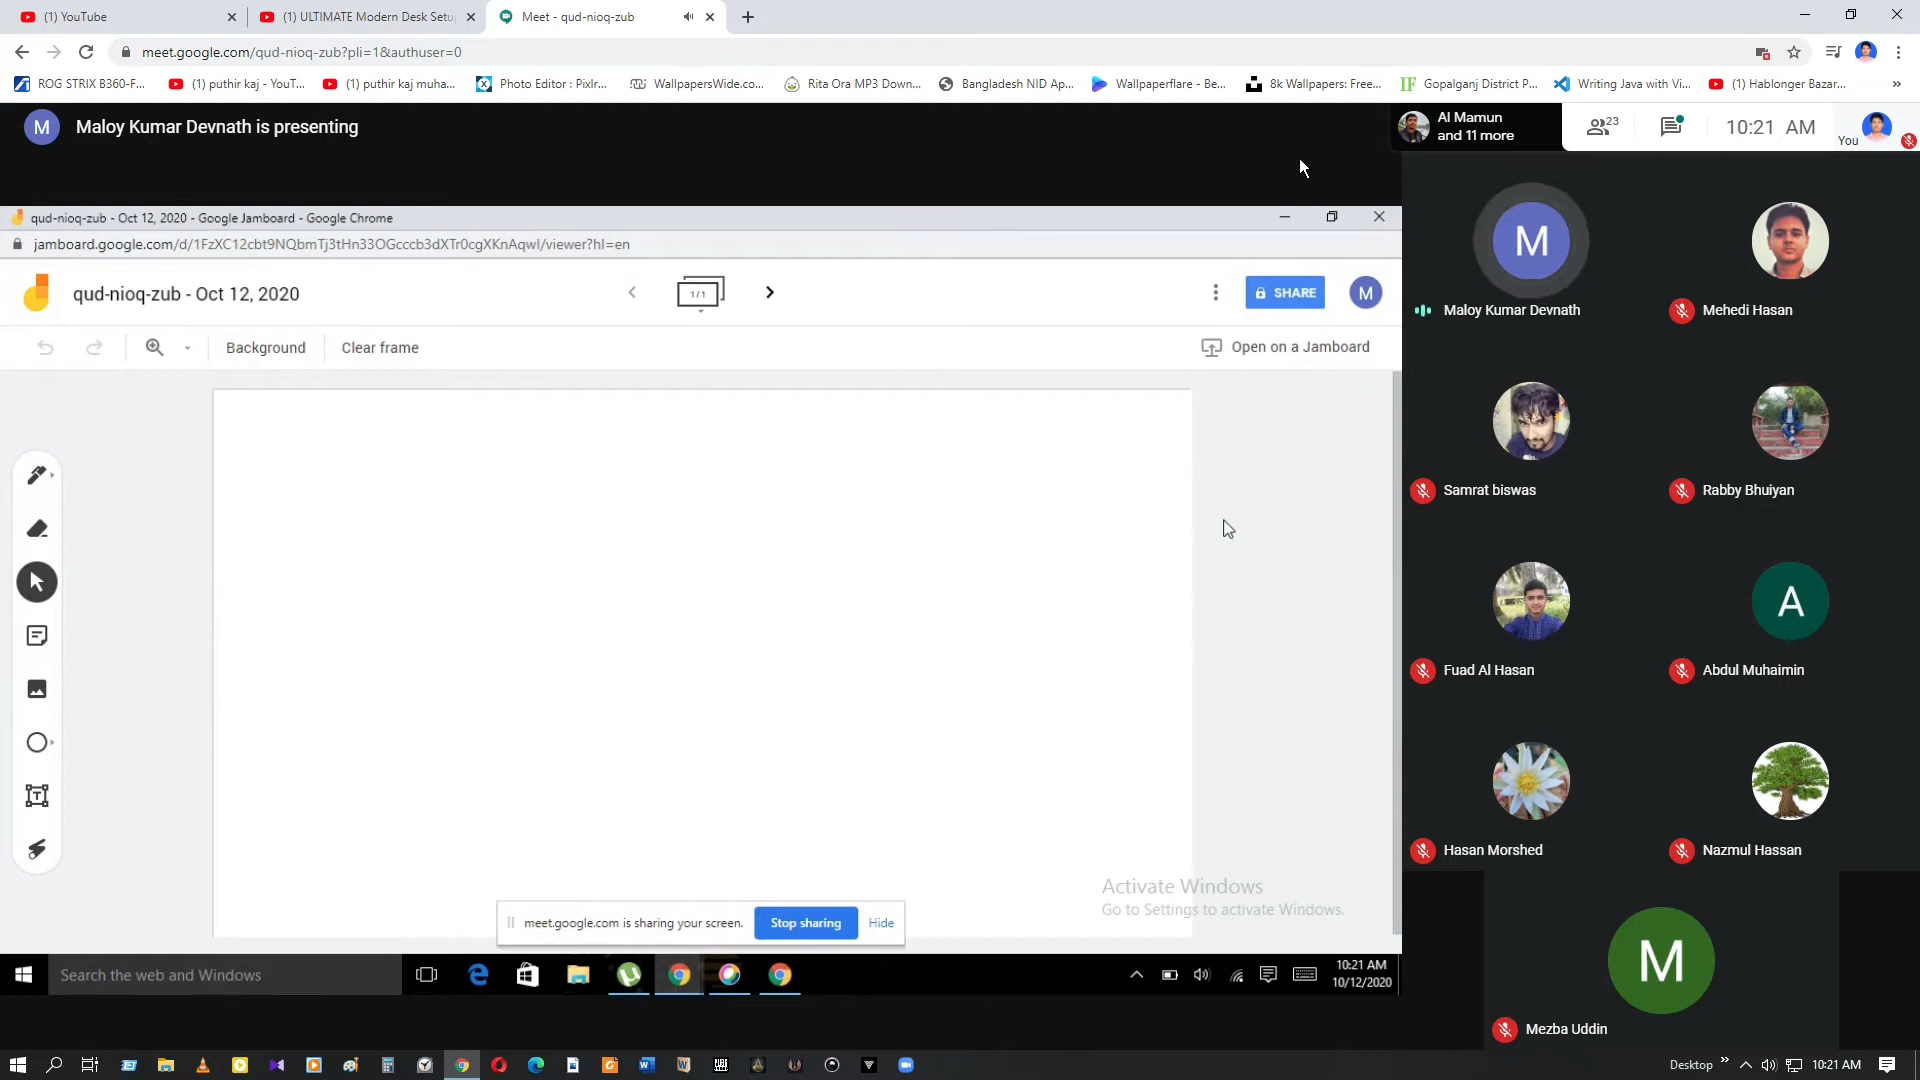 (1) YouTube
(1) ULTIMATE Modern Desk Setu
Meet - qud-nioq-zub
meet.google.com/qud-nioq-zub?pli=1&authuser=0
ROG STRIX B360-F...
(1) puthir kaj - YouT...
(1) puthir kaj muha...
Photo Editor : Pixlr...
WallpapersWide.co...
Rita Ora MP3 Down...
Bangladesh NID Ap...
Wallpaperflare - Be...
8k Wallpapers: Free...
Gopalganj District P...
Writing Java with Vi...
(1) Hablonger Bazar...
M
Maloy Kumar Devnath is presenting
Al Mamun
and 11 more
23
10:21 AM
You
qud-nioq-zub - Oct 12, 2020 - Google Jamboard - Google Chrome
jamboard.google.com/d/1FzXC12cbt9NQbmTj3tHn33OGcccb3dXTr0cgXKnAqwI/viewer?hl=en
qud-nioq-zub - Oct 12, 2020
1/1
SHARE
M
Background
Clear frame
Open on a Jamboard
M
Maloy Kumar Devnath
Mehedi Hasan
Samrat biswas
Rabby Bhuiyan
Fuad Al Hasan
A
Abdul Muhaimin
Hasan Morshed
Nazmul Hassan
M
Mezba Uddin
Activate Windows
Go to Settings to activate Windows.
meet.google.com is sharing your screen.
Stop sharing
Hide
Search the web and Windows
10:21 AM
10/12/2020
Desktop
10:21 AM